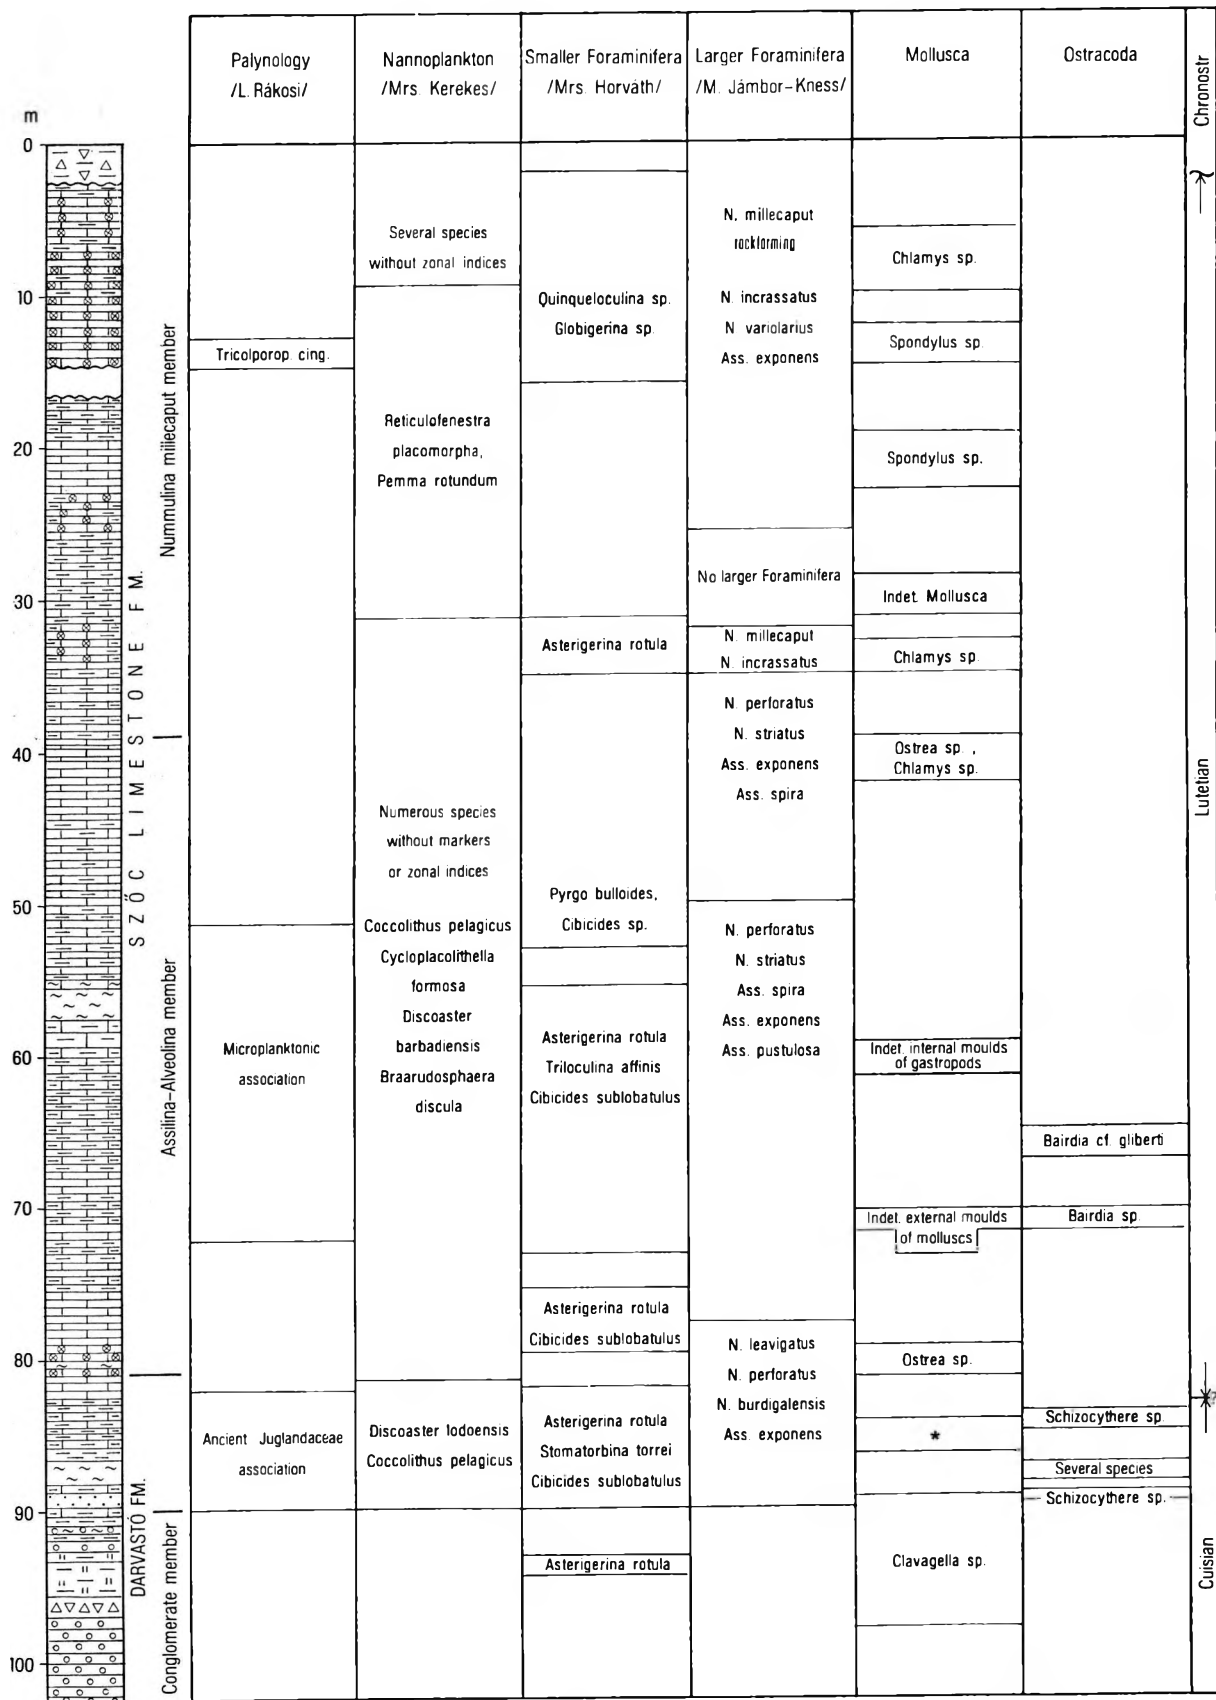 Palynology
/L. Rákosi/
Nannoplankton
/Mrs. Kerekes/
Smaller Foraminifera
/Mrs. Horváth/
Larger Foraminifera
/M. Jámbor-Kness/
Mollusca
Ostracoda
Chronostr
m
0
10
20
30
40
50
60
70
80
90
100
SZŐC LIMESTONE FM.
DARVASTÓ FM.
Nummulina millecaput member
Assilina-Alveolina member
Conglomerate member
Tricolporop. cing.
Microplanktonic
association
Ancient Juglandaceae
association
Several species
without zonal indices
Reticulofenestra
placomorpha,
Pemma rotundum
Numerous species
without markers
or zonal indices
Coccolithus pelagicus
Cycloplacolithella
formosa
Discoaster
barbadiensis
Braarudosphaera
discula
Discoaster lodoensis
Coccolithus pelagicus
Quinqueloculina sp.
Globigerina sp.
Asterigerina rotula
Pyrgo bulloides,
Cibicides sp.
Asterigerina rotula
Triloculina affinis
Cibicides sublobatulus
Asterigerina rotula
Cibicides sublobatulus
Asterigerina rotula
Stomatorbina torrei
Cibicides sublobatulus
Asterigerina rotula
N. millecaput
rockforming
N. incrassatus
N variolarius
Ass. exponens
No larger Foraminifera
N. millecaput
N. incrassatus
N. perforatus
N. striatus
Ass. exponens
Ass. spira
N. perforatus
N. striatus
Ass. spira
Ass. exponens
Ass. pustulosa
N. leavigatus
N. perforatus
N. burdigalensis
Ass. exponens
Chlamys sp.
Spondylus sp.
Spondylus sp.
Indet. Mollusca
Chlamys sp.
Ostrea sp.,
Chlamys sp.
Indet. internal moulds
of gastropods
Indet. external moulds
of molluscs
Ostrea sp.
*
Clavagella sp.
Bairdia cf. gliberti
Bairdia sp.
Schizocythere sp.
Several species
Schizocythere sp.
Lutetian
Cuisian